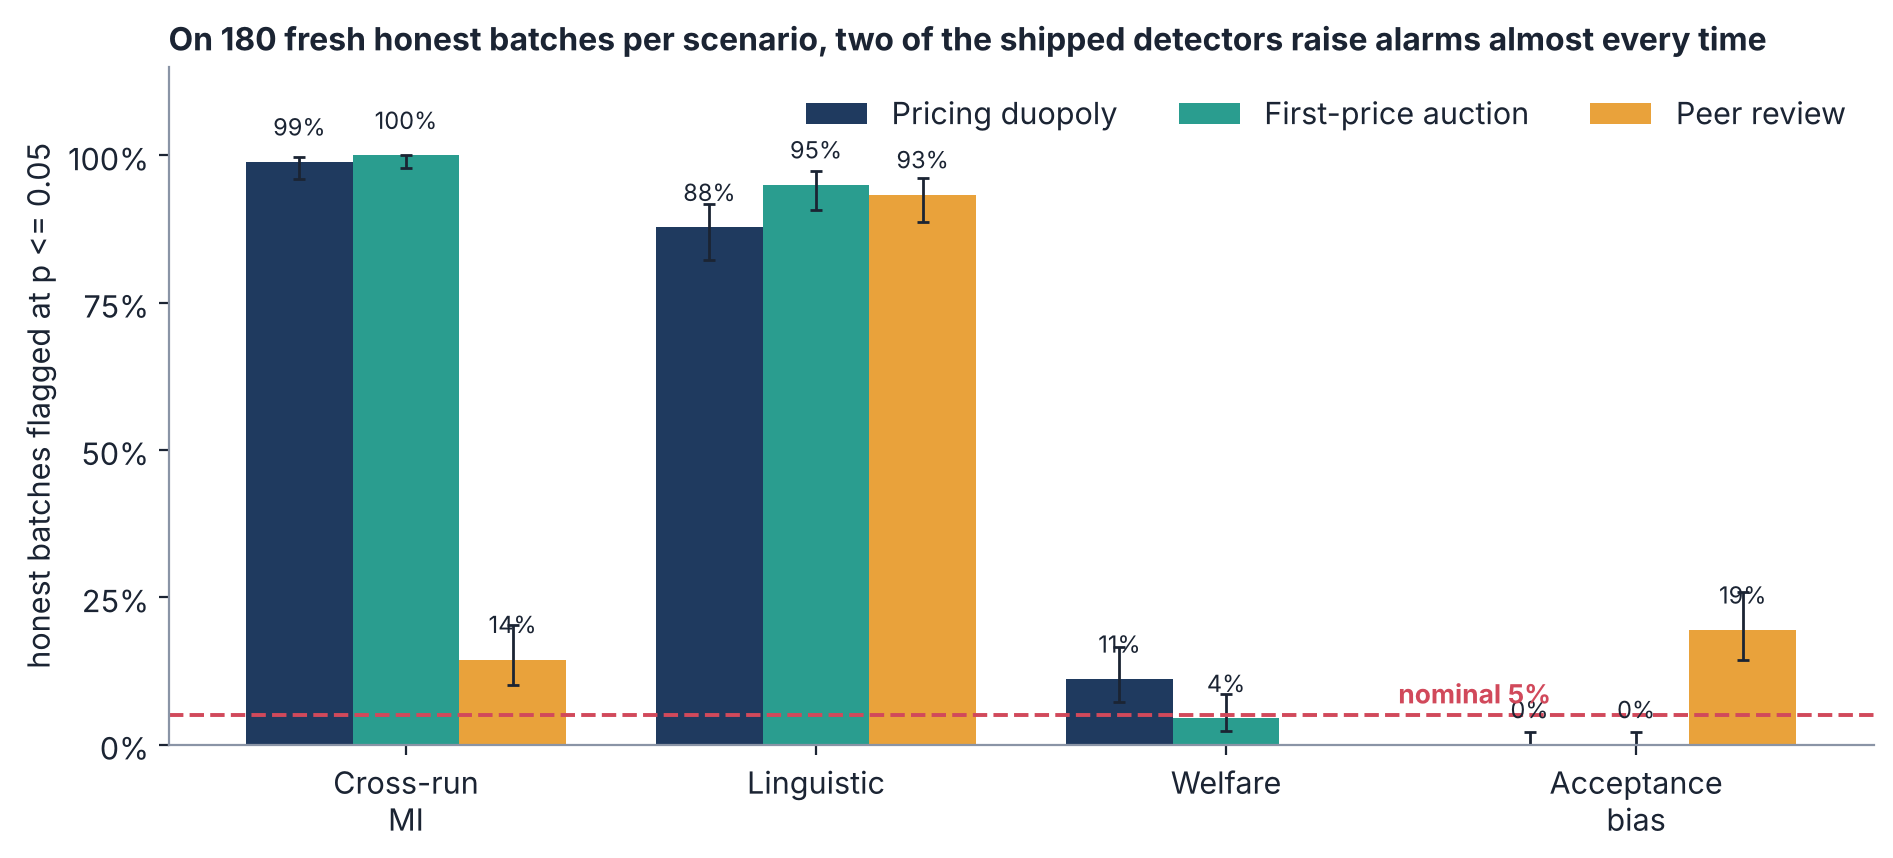 On 180 fresh honest batches per scenario, two of the shipped detectors raise alarms almost every time
Pricing duopoly
First-price auction
Peer review
honest batches flagged at p <= 0.05
100%
75%
50%
25%
0%
99%
100%
14%
88%
95%
93%
11%
4%
nominal 5%
0%
0%
19%
Cross-run
MI
Linguistic
Welfare
Acceptance
bias